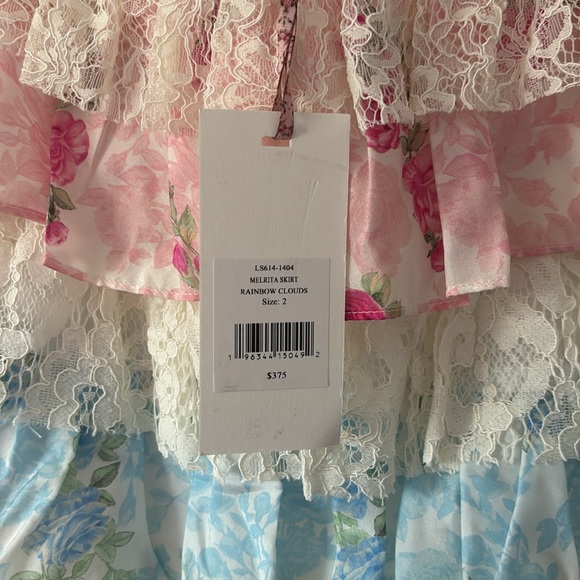 LS614-1404
MELRITA SKIRT
RAINBOW CLOUDS
Size: 2
1 96344 15049 2
$375